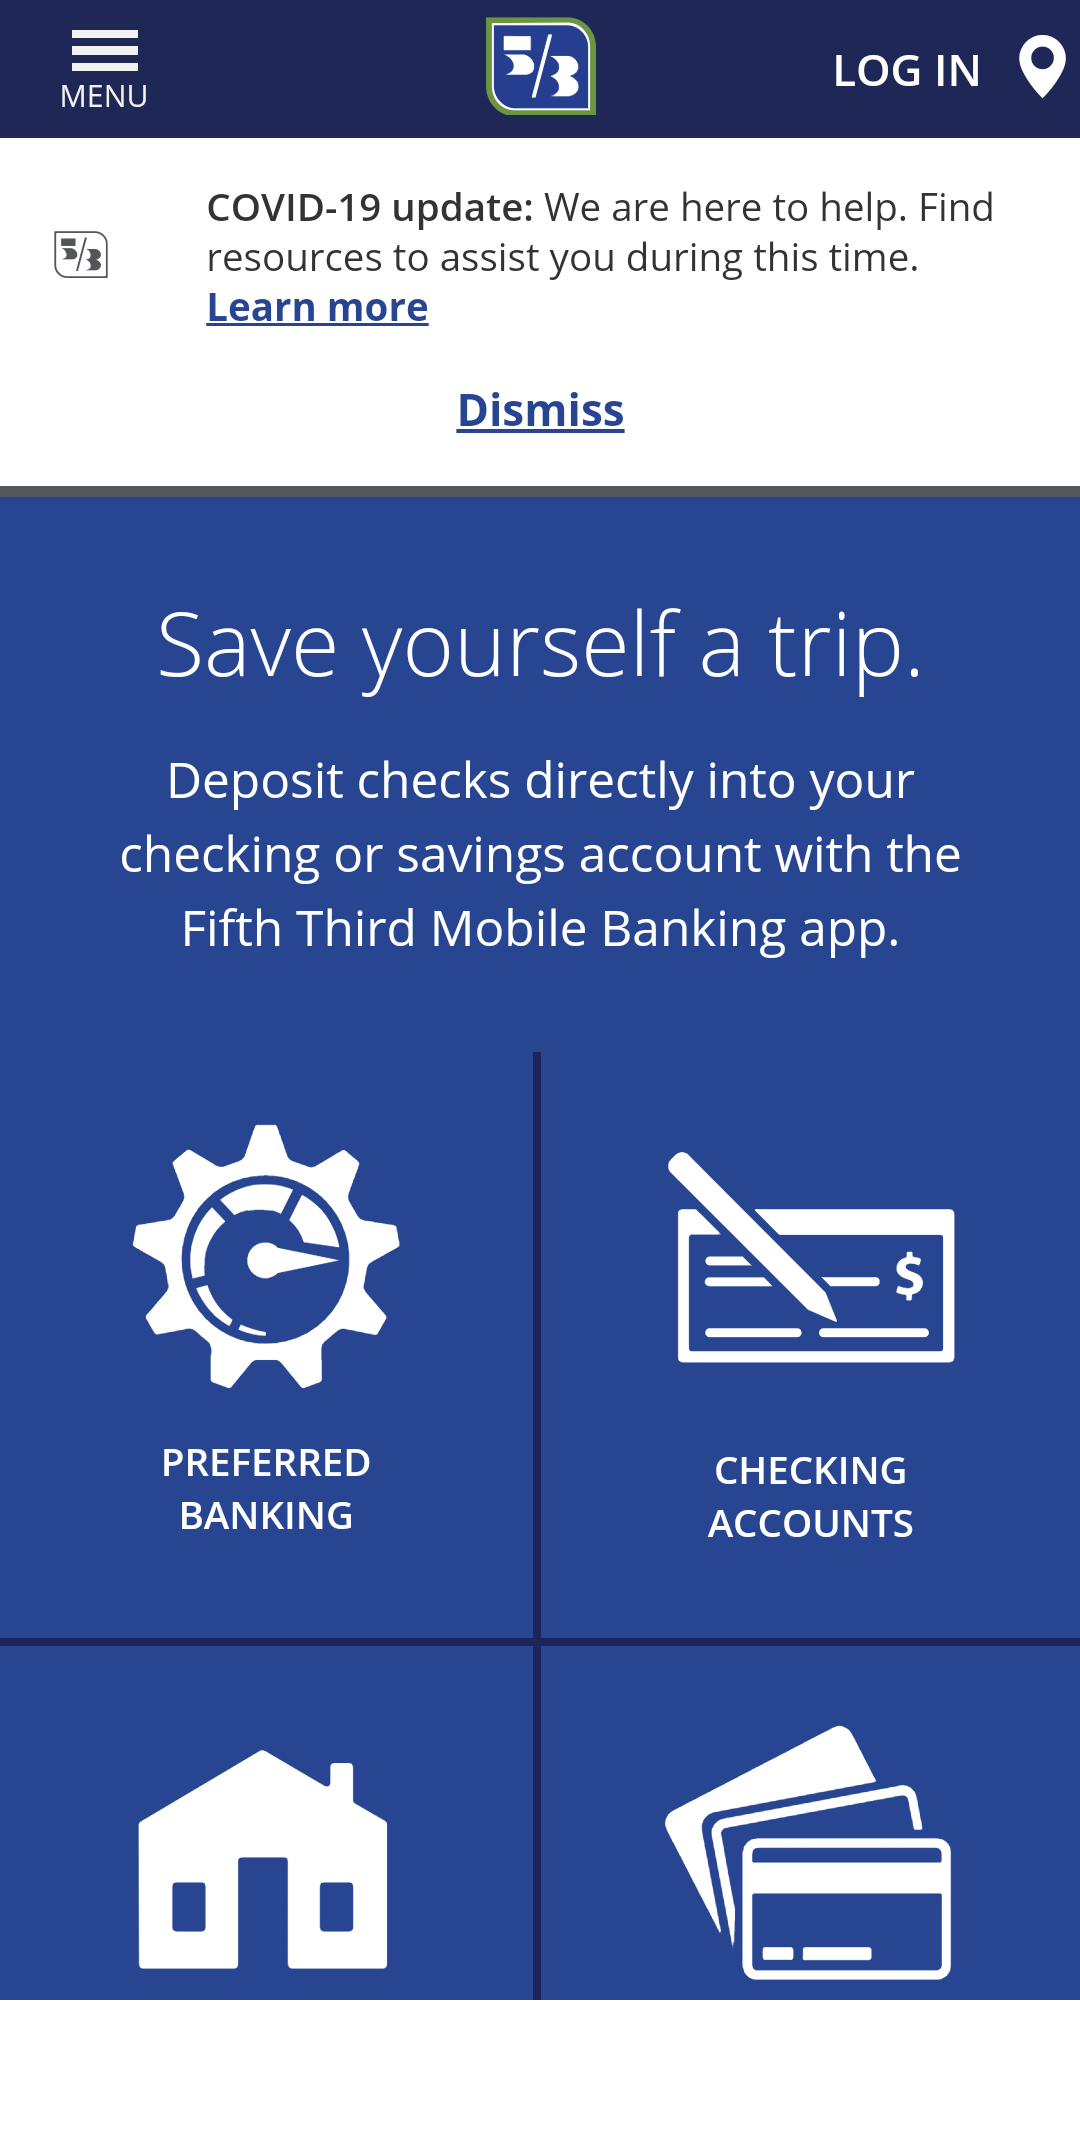 MENU
5/3
LOG IN
COVID-19 update: We are here to help. Find
5/3
resources to assist you during this time.
Learn more
Dismiss
Save yourself a trip.
Deposit checks directly into your
checking or savings account with the
Fifth Third Mobile Banking app.
$
PREFERRED
BANKING
CHECKING
ACCOUNTS